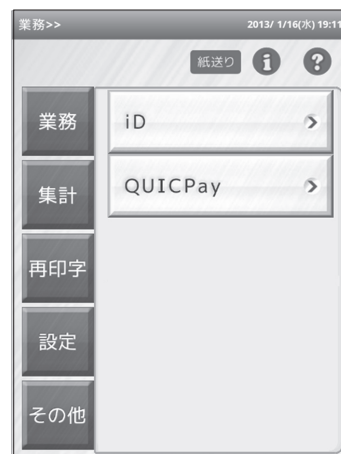 業務>> 2013/ 1/16(水) 19:11
紙送り i ?
業務
iD
集計
QUICPay
再印字
設定
その他